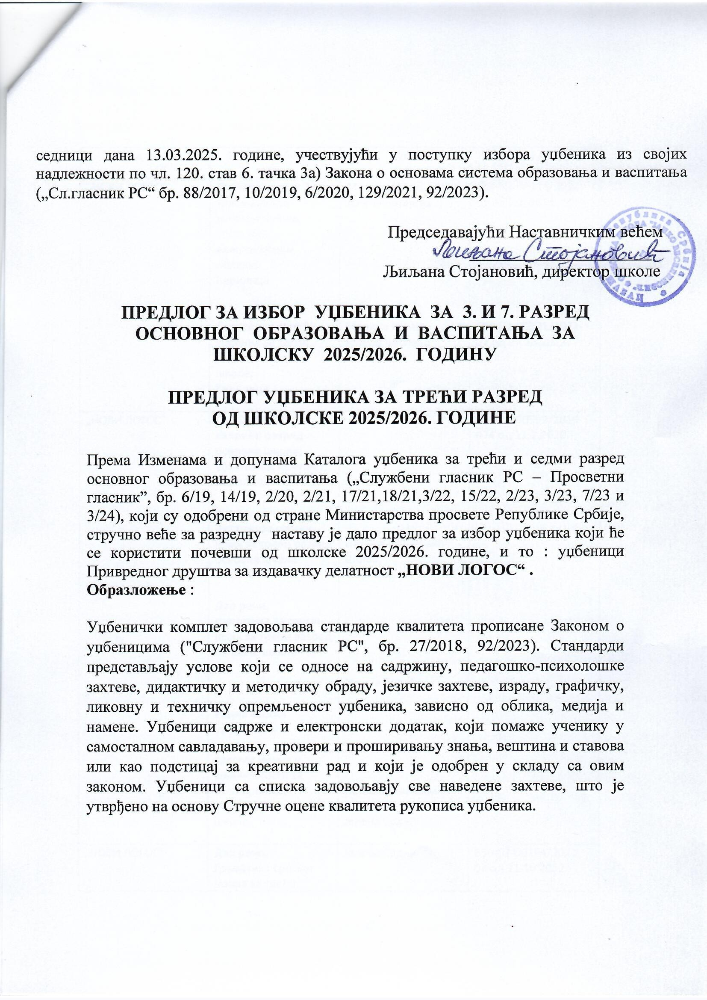 седници дана 13.03.2025. године, учествујући у поступку избора уџбеника из својих
надлежности по чл. 120. став 6. тачка 3а) Закона о основама система образовања и васпитања
(„Сл.гласник РС“ бр. 88/2017, 10/2019, 6/2020, 129/2021, 92/2023).
Председавајући Наставничким већем
Љиљана Стојановић
Љиљана Стојановић, директор школе
Република Србија
ПРЕДЛОГ ЗА ИЗБОР УЏБЕНИКА ЗА 3. И 7. РАЗРЕД
ОСНОВНОГ ОБРАЗОВАЊА И ВАСПИТАЊА ЗА
ШКОЛСКУ 2025/2026. ГОДИНУ
ПРЕДЛОГ УЏБЕНИКА ЗА ТРЕЋИ РАЗРЕД
ОД ШКОЛСКЕ 2025/2026. ГОДИНЕ
Према Изменама и допунама Каталога уџбеника за трећи и седми разред
основног образовања и васпитања („Службени гласник РС – Просветни
гласник”, бр. 6/19, 14/19, 2/20, 2/21, 17/21,18/21,3/22, 15/22, 2/23, 3/23, 7/23 и
3/24), који су одобрени од стране Министарства просвете Републике Србије,
стручно веће за разредну наставу је дало предлог за избор уџбеника који ће
се користити почевши од школске 2025/2026. године, и то : уџбеници
Привредног друштва за издавачку делатност „НОВИ ЛОГОС“ .
Образложење :
Уџбенички комплет задовољава стандарде квалитета прописане Законом о
уџбеницима ("Службени гласник РС", бр. 27/2018, 92/2023). Стандарди
представљају услове који се односе на садржину, педагошко-психолошке
захтеве, дидактичку и методичку обраду, језичке захтеве, израду, графичку,
ликовну и техничку опремљеност уџбеника, зависно од облика, медија и
намене. Уџбеници садрже и електронски додатак, који помаже ученику у
самосталном савладавању, провери и проширивању знања, вештина и ставова
или као подстицај за креативни рад и који је одобрен у складу са овим
законом. Уџбеници са списка задовољавју све наведене захтеве, што је
утврђено на основу Стручне оцене квалитета рукописа уџбеника.